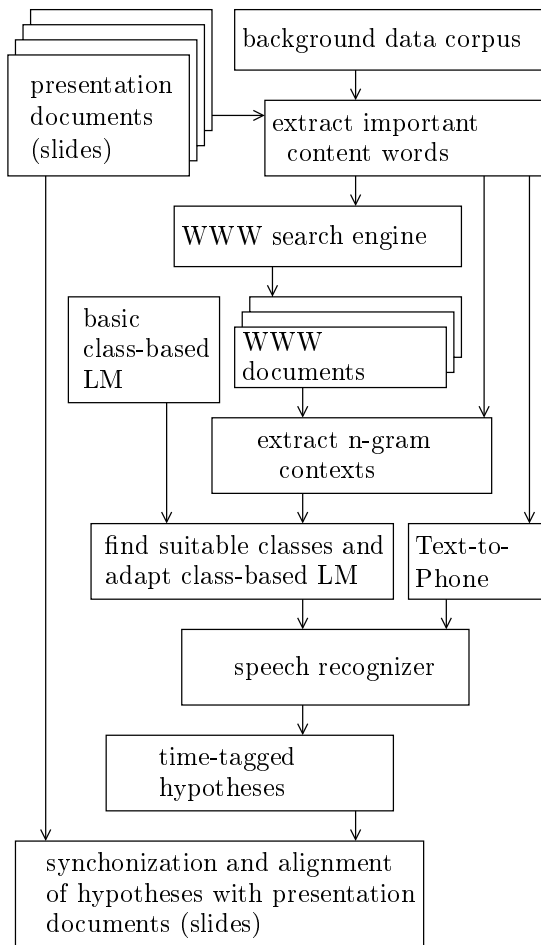 presentation
documents
(slides)
background data corpus
extract important
content words
WWW search engine
basic
class-based
LM
WWW
documents
extract n-gram
contexts
find suitable classes and
adapt class-based LM
Text-to-
Phone
speech recognizer
time-tagged
hypotheses
synchonization and alignment
of hypotheses with presentation
documents (slides)